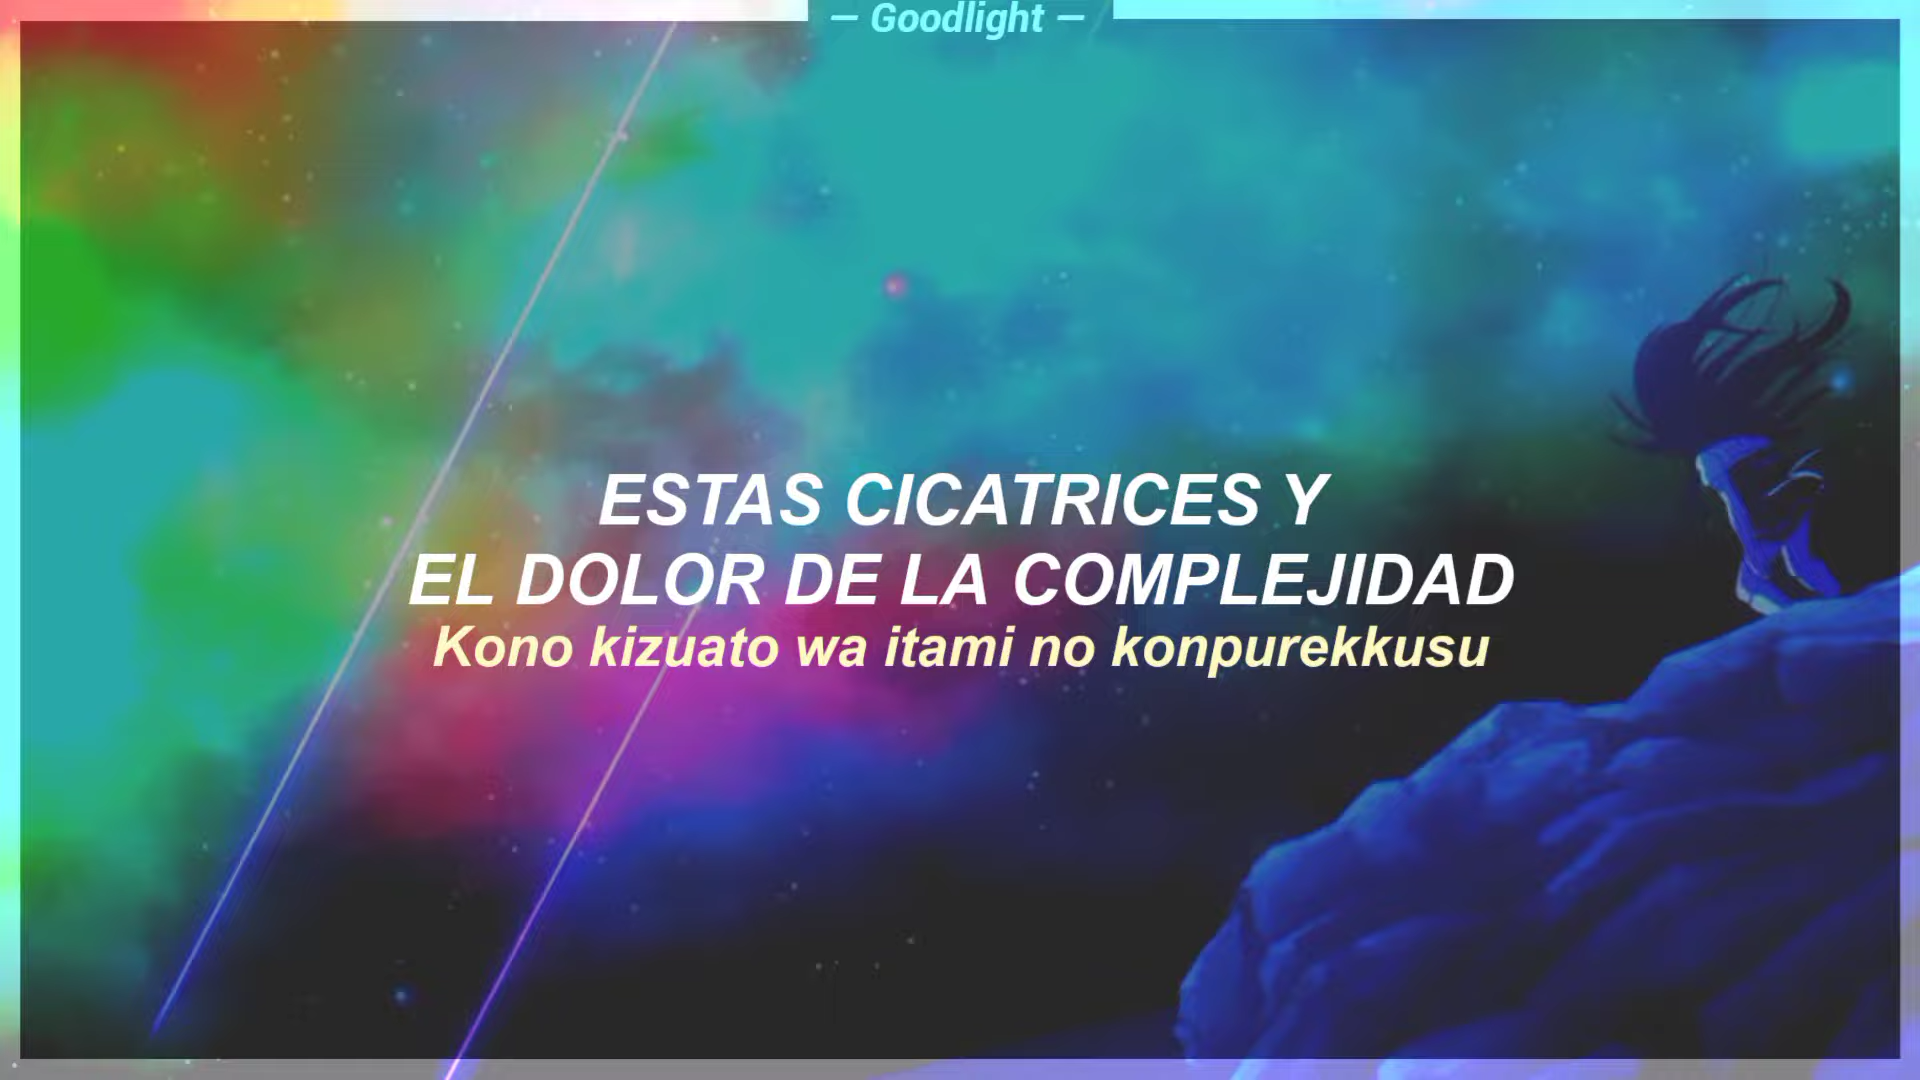 — Goodlight —
ESTAS CICATRICES Y
EL DOLOR DE LA COMPLEJIDAD
Kono kizuato wa itami no konpurekkusu